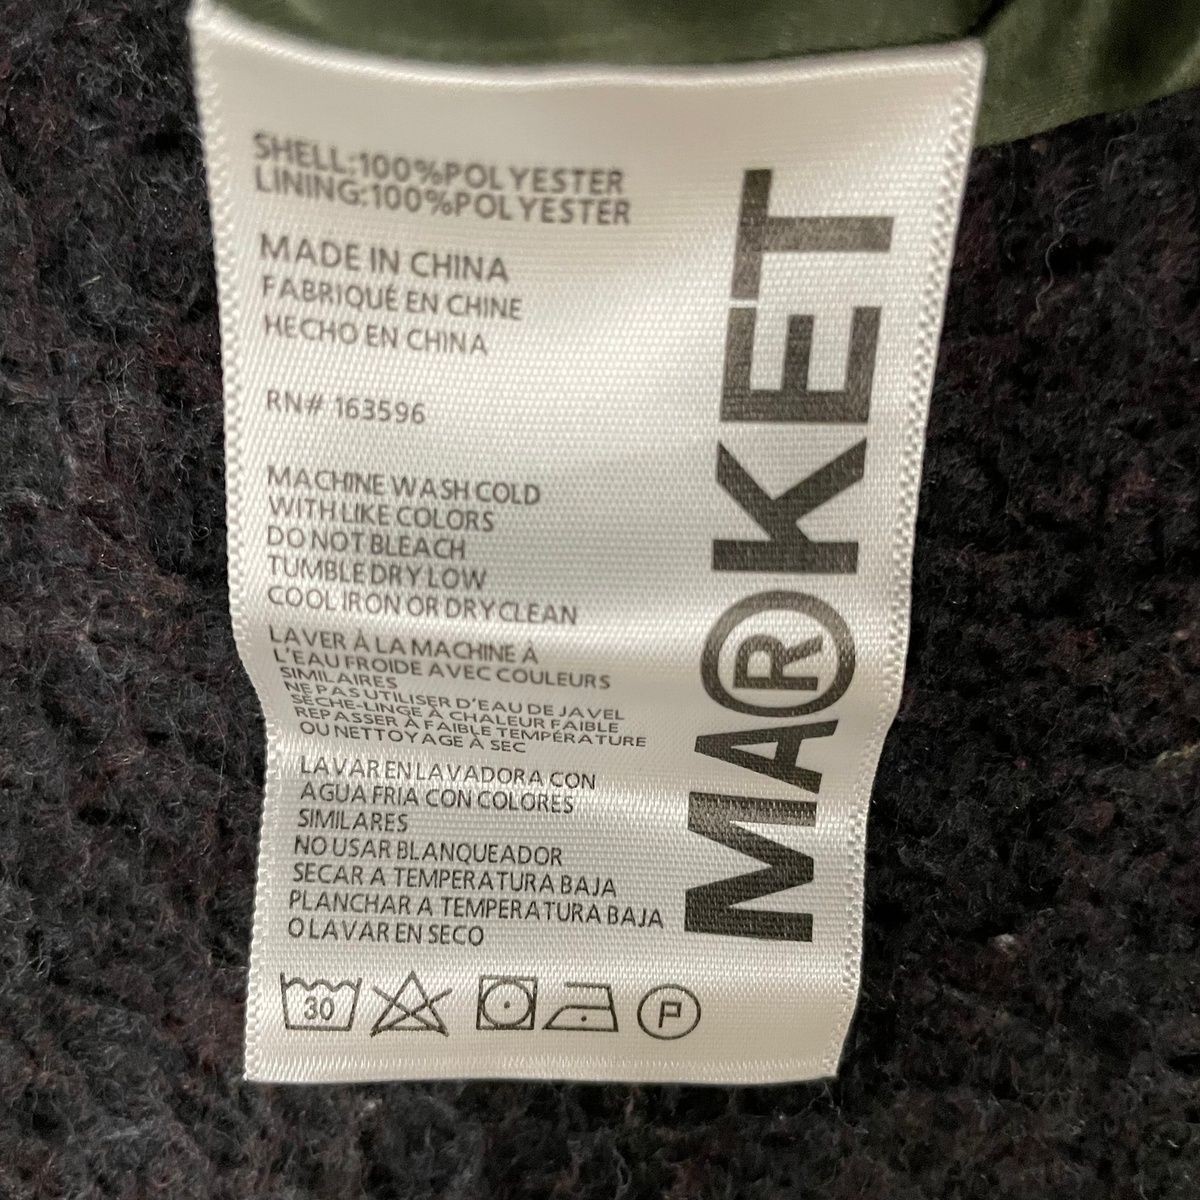 SHELL:100%POLYESTER
LINING:100%POLYESTER
MADE IN CHINA
FABRIQUÉ EN CHINE
HECHO EN CHINA
RN# 163596
MACHINE WASH COLD
WITH LIKE COLORS
DO NOT BLEACH
TUMBLE DRY LOW
COOL IRON OR DRYCLEAN
LAVER À LA MACHINE À
L'EAU FROIDE AVEC COULEURS
SIMILAIRES
NE PAS UTILISER D'EAU DE JAVEL
SÈCHE-LINGE À CHALEUR FAIBLE
REPASSER À FAIBLE TEMPÉRATURE
OU NETTOYAGE À SEC
LAVAR EN LAVADORA CON
AGUA FRIA CON COLORES
SIMILARES
NO USAR BLANQUEADOR
SECAR A TEMPERATURA BAJA
PLANCHAR A TEMPERATURA BAJA
O LAVAR EN SECO
30
P
MA®KET